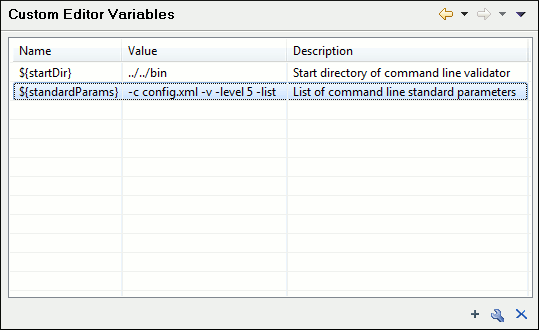 Custom Editor Variables
Name Value Description
${startDir} ../../bin Start directory of command line validator
${standardParams} -c config.xml -v -level 5 -list List of command line standard parameters